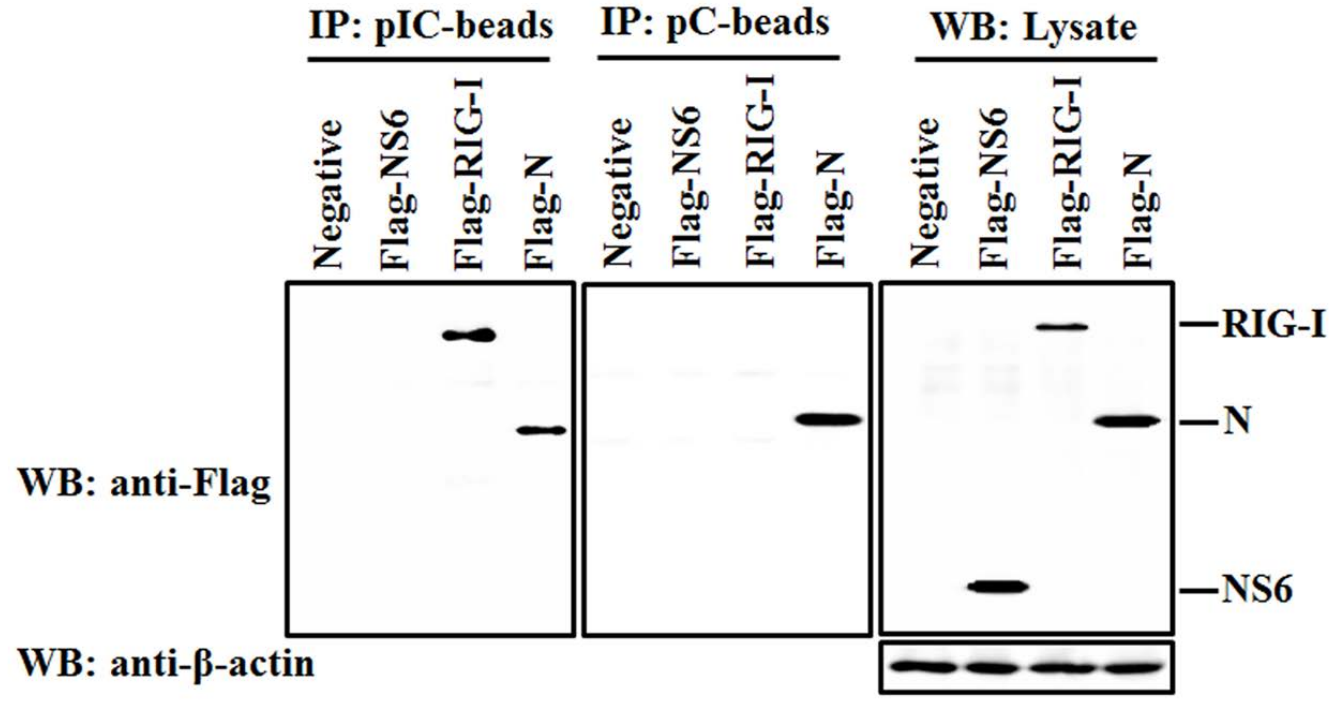 IP: pIC-beads
IP: pC-beads
WB: Lysate
Negative
Flag-NS6
Flag-RIG-I
Flag-N
Negative
Flag-NS6
Flag-RIG-I
Flag-N
Negative
Flag-NS6
Flag-RIG-I
Flag-N
RIG-I
N
WB: anti-Flag
NS6
WB: anti-β-actin